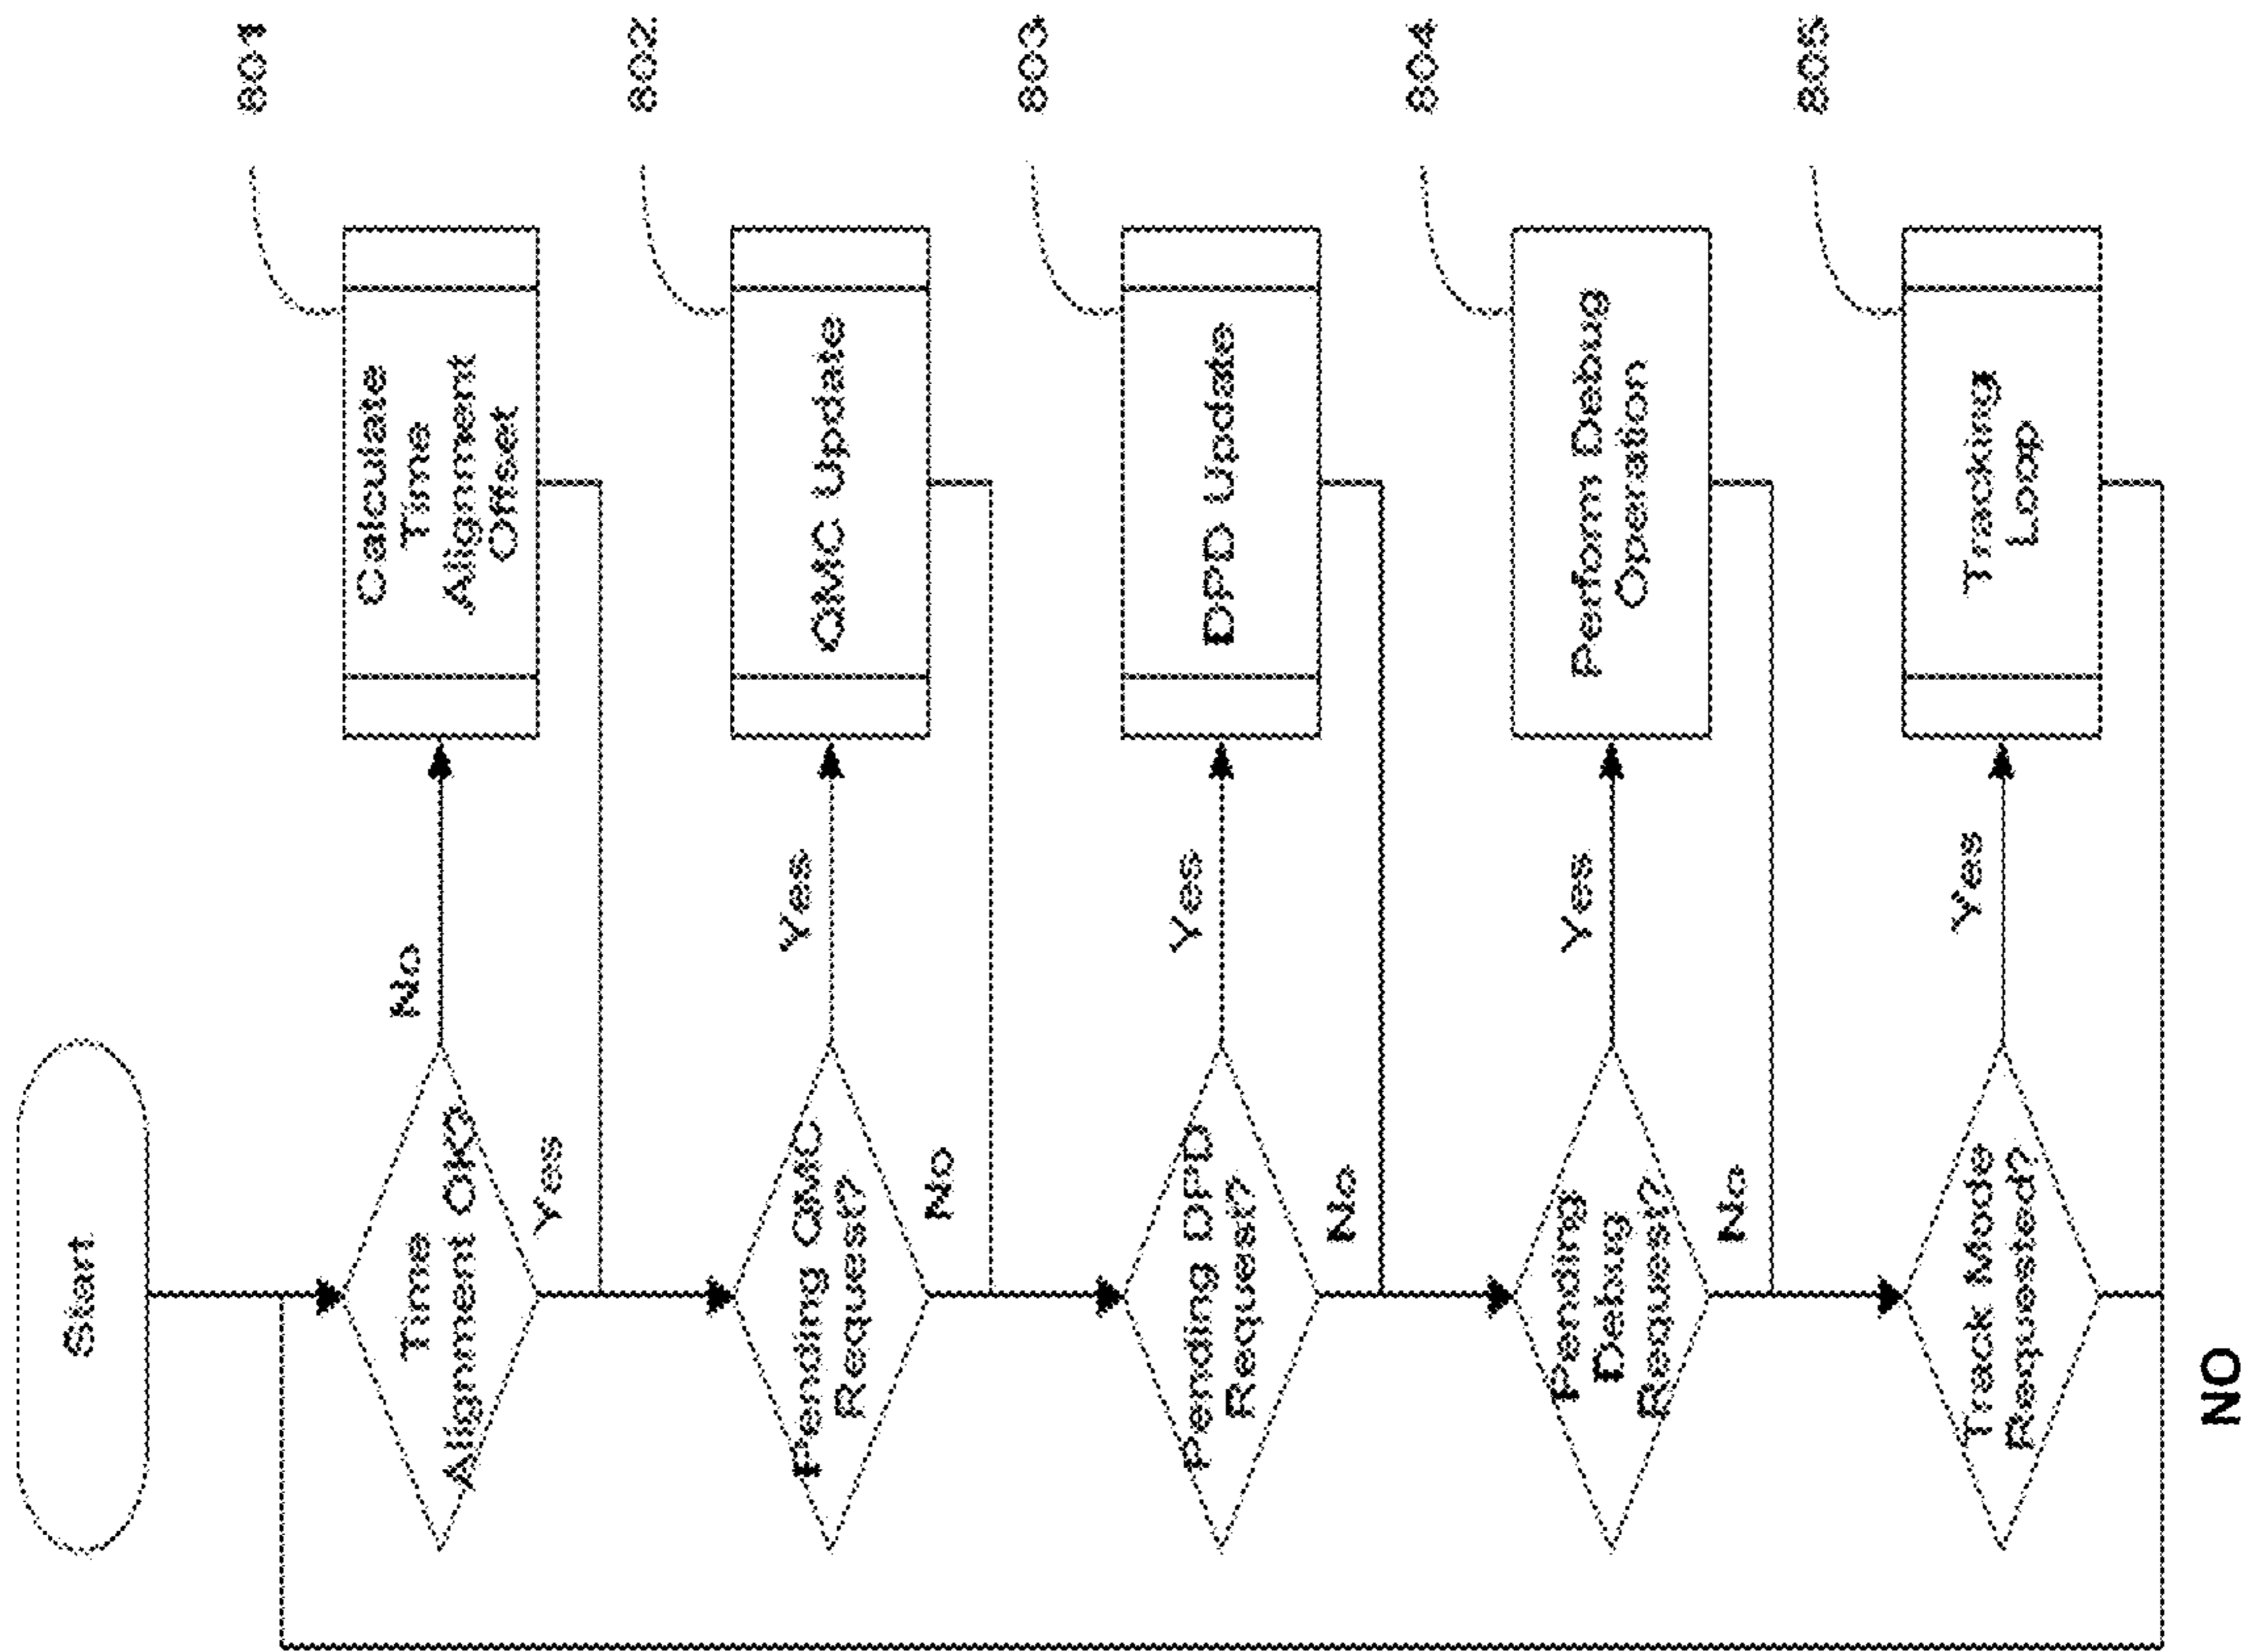 Start
Time
Alignment OK?
No
Yes
Calculate
Time
Alignment
Offset
801
Pending QMC
Request?
Yes
No
QMC Update
802
Pending DPD
Request?
Yes
No
DPD Update
803
Pending
Debug
Request?
Yes
No
Perform Debug
Operation
804
Track Mode
Requested?
Yes
NO
Tracking
Loop
805